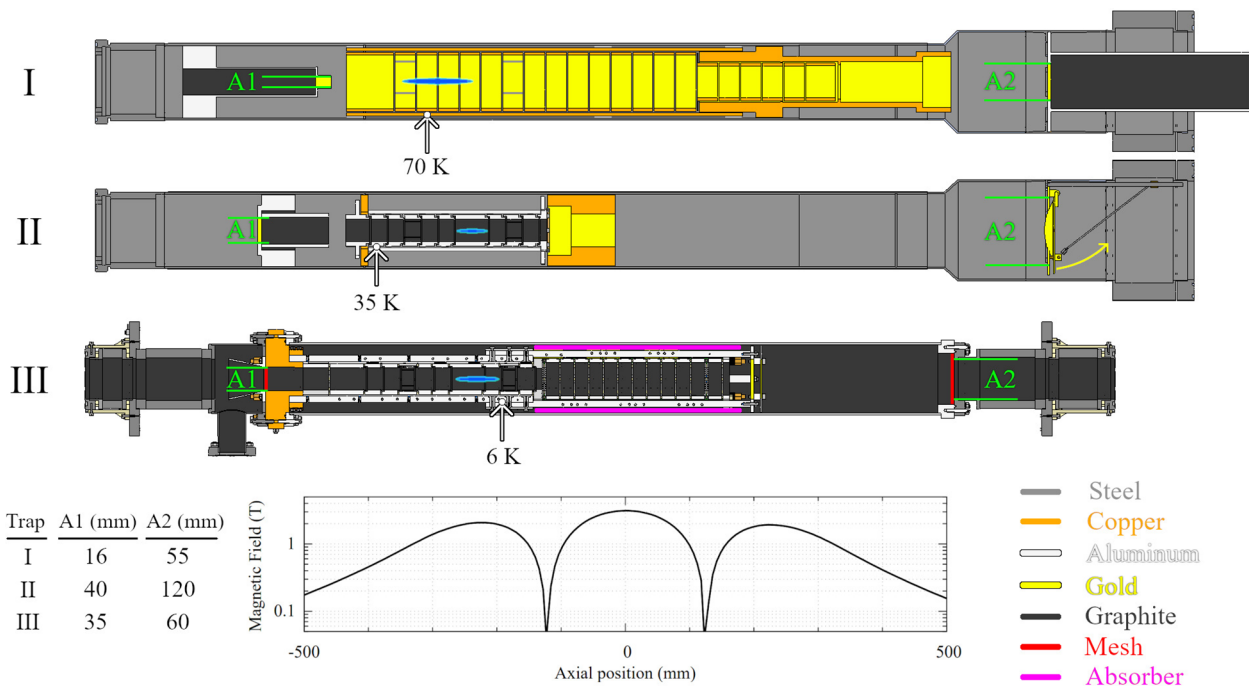 I
A1
A2
70 K
II
A1
A2
35 K
III
A1
A2
6 K
Trap A1 (mm) A2 (mm)
I 16 55
II 40 120
III 35 60
Magnetic Field (T)
1
0.1
-500 0 500
Axial position (mm)
Steel
Copper
Aluminum
Gold
Graphite
Mesh
Absorber